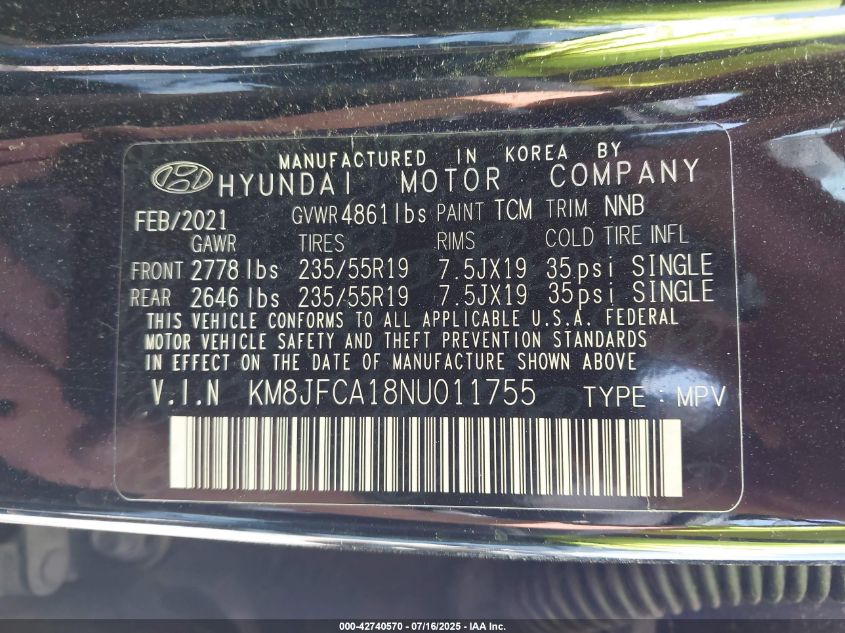 MANUFACTURED IN KOREA BY
HYUNDAI MOTOR COMPANY
FEB/2021 GVWR 4861lbs PAINT TCM TRIM NNB
GAWR TIRES RIMS COLD TIRE INFL
FRONT 2778 lbs 235/55R19 7.5JX19 35psi SINGLE
REAR 2646 lbs 235/55R19 7.5JX19 35psi SINGLE
THIS VEHICLE CONFORMS TO ALL APPLICABLE U.S.A. FEDERAL
MOTOR VEHICLE SAFETY AND THEFT PREVENTION STANDARDS
IN EFFECT ON THE DATE OF MANUFACTURE SHOWN ABOVE
V.I.N KM8JFCA18NU011755 TYPE : MPV
000-42740570 - 07/16/2025 - IAA Inc.